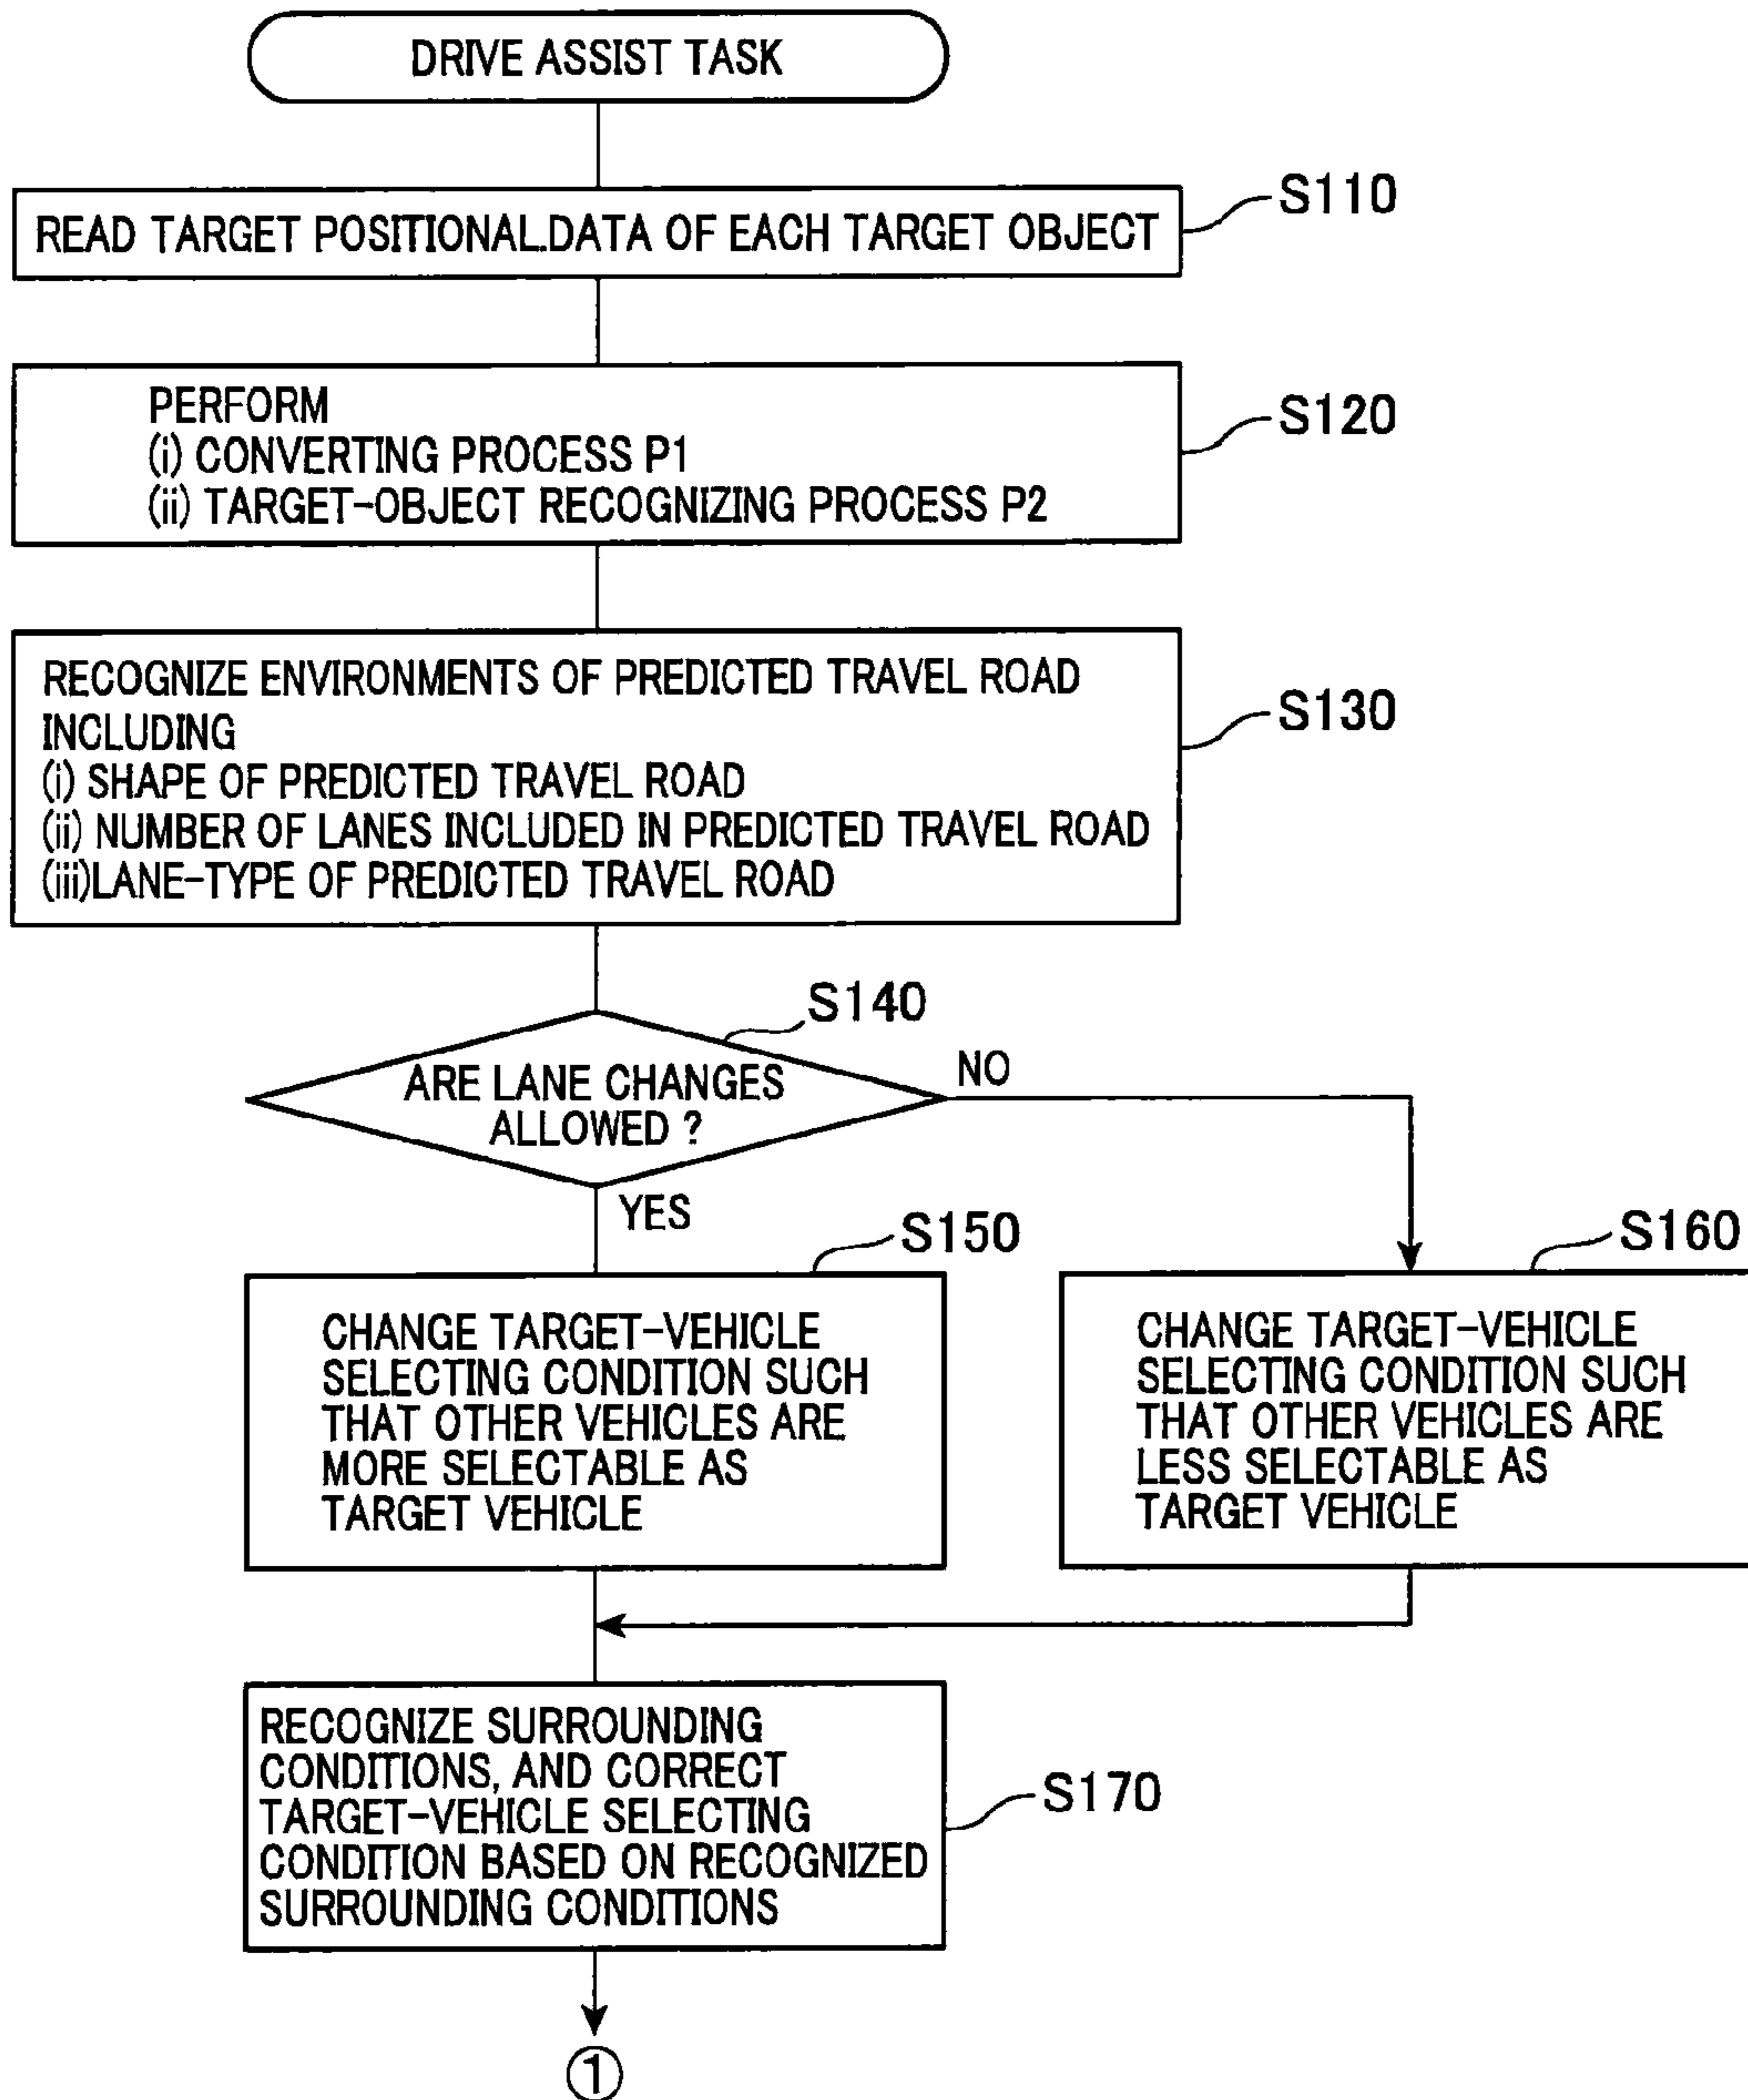 DRIVE ASSIST TASK
READ TARGET POSITIONAL.DATA OF EACH TARGET OBJECT
S110
PERFORM
(i) CONVERTING PROCESS P1
(ii) TARGET-OBJECT RECOGNIZING PROCESS P2
S120
RECOGNIZE ENVIRONMENTS OF PREDICTED TRAVEL ROAD
INCLUDING
(i) SHAPE OF PREDICTED TRAVEL ROAD
(ii) NUMBER OF LANES INCLUDED IN PREDICTED TRAVEL ROAD
(iii)LANE-TYPE OF PREDICTED TRAVEL ROAD
S130
S140
ARE LANE CHANGES
ALLOWED ?
NO
YES
S150
CHANGE TARGET-VEHICLE
SELECTING CONDITION SUCH
THAT OTHER VEHICLES ARE
MORE SELECTABLE AS
TARGET VEHICLE
S160
CHANGE TARGET-VEHICLE
SELECTING CONDITION SUCH
THAT OTHER VEHICLES ARE
LESS SELECTABLE AS
TARGET VEHICLE
RECOGNIZE SURROUNDING
CONDITIONS, AND CORRECT
TARGET-VEHICLE SELECTING
CONDITION BASED ON RECOGNIZED
SURROUNDING CONDITIONS
S170
①